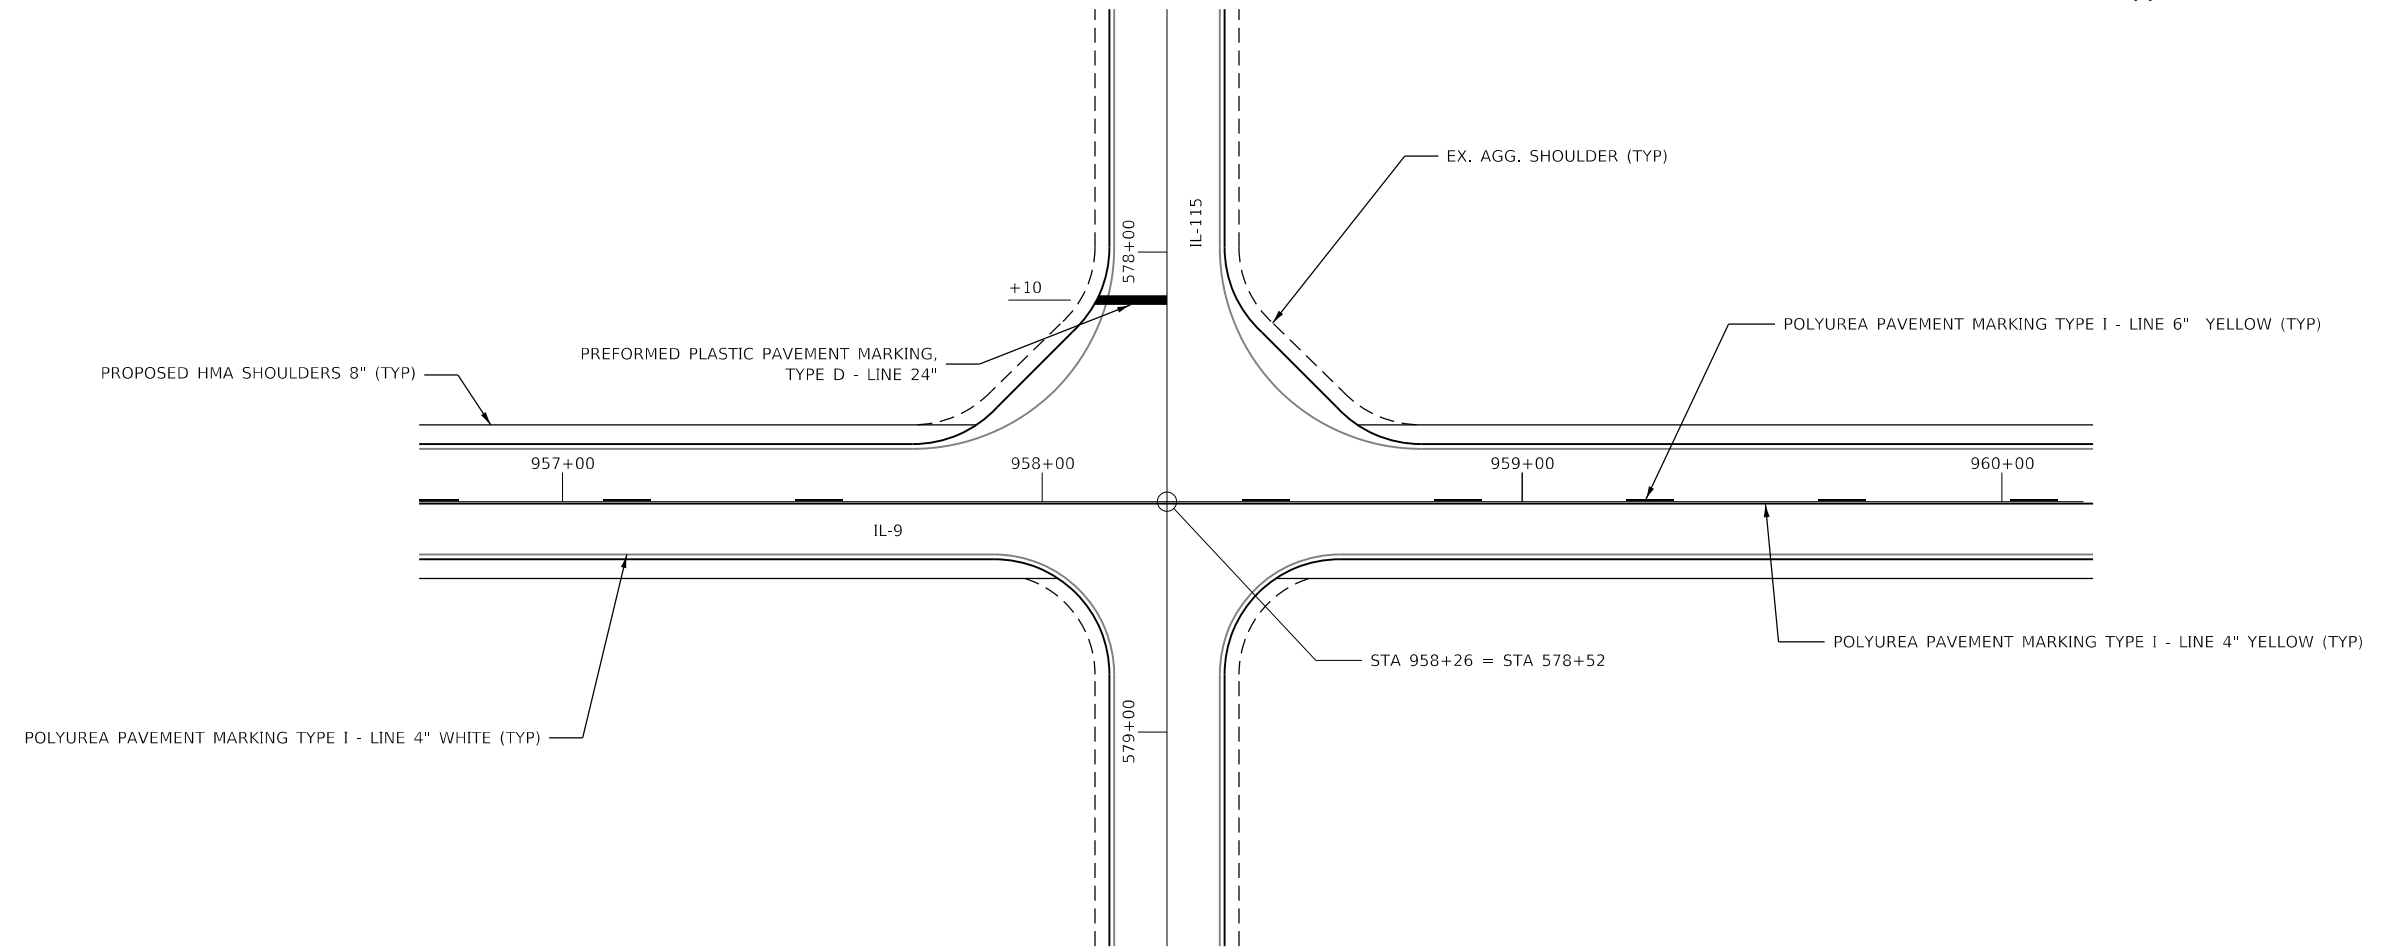 IL-115
EX. AGG. SHOULDER (TYP)
578+00
+10
POLYUREA PAVEMENT MARKING TYPE I - LINE 6" YELLOW (TYP)
PREFORMED PLASTIC PAVEMENT MARKING,
TYPE D - LINE 24"
PROPOSED HMA SHOULDERS 8" (TYP)
957+00
958+00
959+00
960+00
IL-9
POLYUREA PAVEMENT MARKING TYPE I - LINE 4" YELLOW (TYP)
STA 958+26 = STA 578+52
579+00
POLYUREA PAVEMENT MARKING TYPE I - LINE 4" WHITE (TYP)